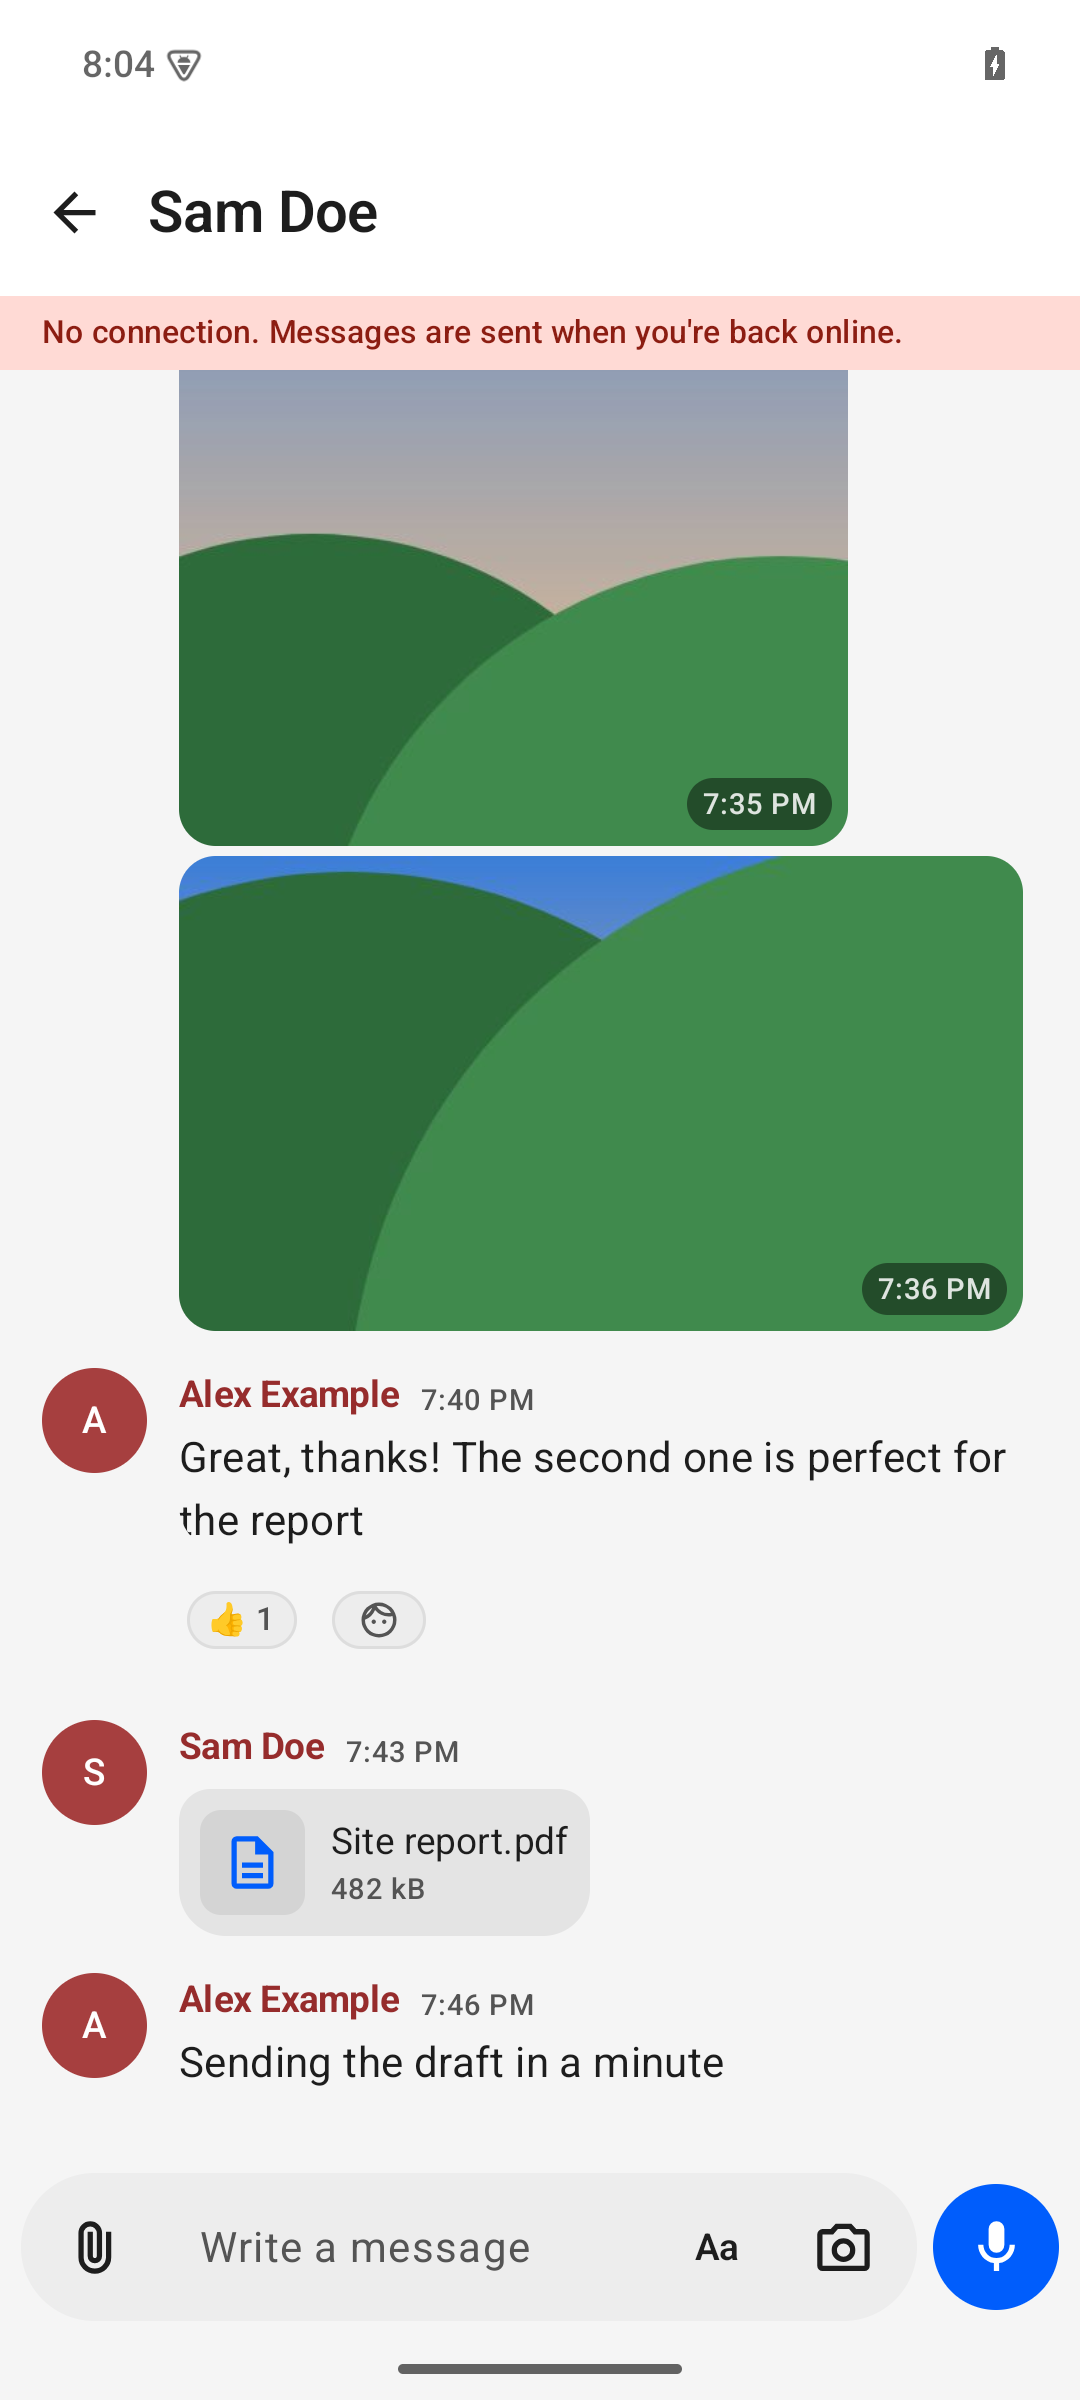 8:04
Sam Doe
No connection. Messages are sent when you're back online.
7:35 PM
7:36 PM
A
Alex Example 7:40 PM
Great, thanks! The second one is perfect for
the report
👍 1
S
Sam Doe 7:43 PM
Site report.pdf
482 kB
A
Alex Example 7:46 PM
Sending the draft in a minute
Write a message Aa